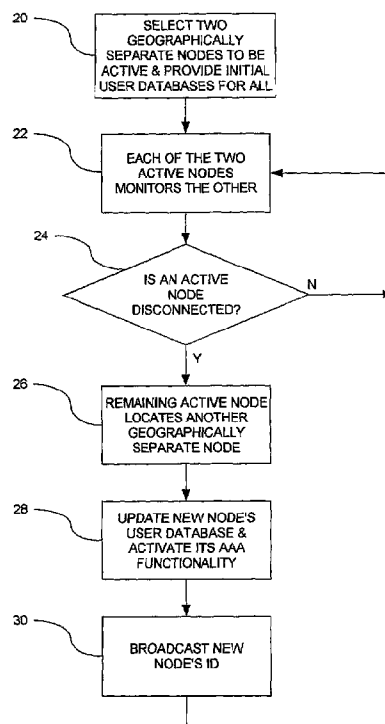 20
SELECT TWO
GEOGRAPHICALLY
SEPARATE NODES TO BE
ACTIVE & PROVIDE INITIAL
USER DATABASES FOR ALL
22
EACH OF THE TWO
ACTIVE NODES
MONITORS THE OTHER
24
IS AN ACTIVE
NODE
DISCONNECTED?
N
Y
26
REMAINING ACTIVE NODE
LOCATES ANOTHER
GEOGRAPHICALLY
SEPARATE NODE
28
UPDATE NEW NODE'S
USER DATABASE &
ACTIVATE ITS AAA
FUNCTIONALITY
30
BROADCAST NEW
NODE'S ID